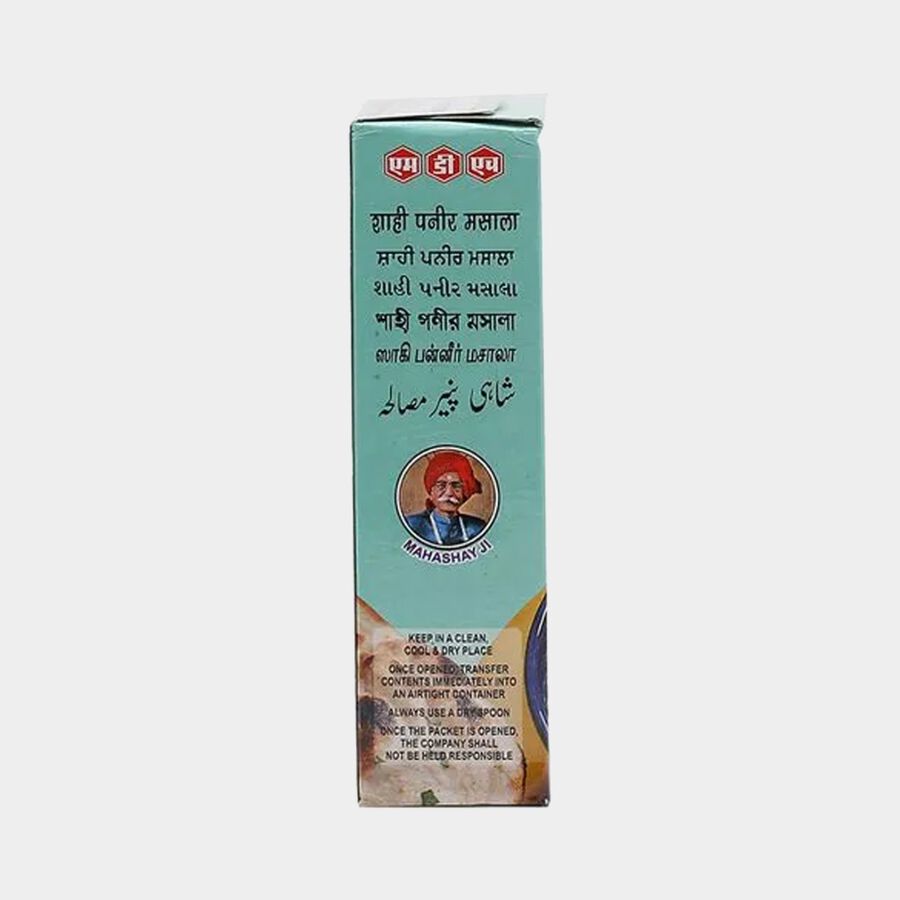 एम डी एच
शाही पनीर मसाला
ਸ਼ਾਹੀ ਪਨੀਰ ਮਸਾਲਾ
શાહી પનીર મસાલા
শাহী পণীর মসালা
ஸாகி பன்னீர் மசாலா
شاہی پنیر مصالحہ
MAHASHAY JI
KEEP IN A CLEAN,
COOL & DRY PLACE
ONCE OPENED, TRANSFER
CONTENTS IMMEDIATELY INTO
AN AIRTIGHT CONTAINER
ALWAYS USE A DRY SPOON
ONCE THE PACKET IS OPENED,
THE COMPANY SHALL
NOT BE HELD RESPONSIBLE